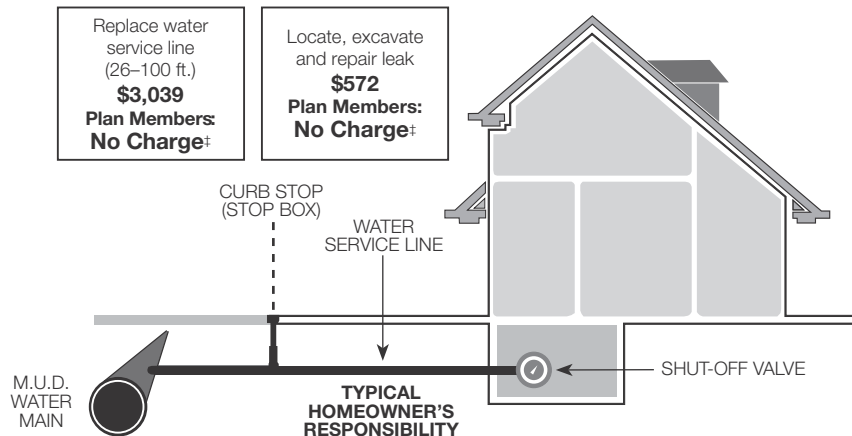 Replace water
service line
(26–100 ft.)
$3,039
Plan Members:
No Charge‡
Locate, excavate
and repair leak
$572
Plan Members:
No Charge‡
CURB STOP
(STOP BOX)
WATER
SERVICE LINE
SHUT-OFF VALVE
M.U.D.
WATER
MAIN
TYPICAL
HOMEOWNER’S
RESPONSIBILITY